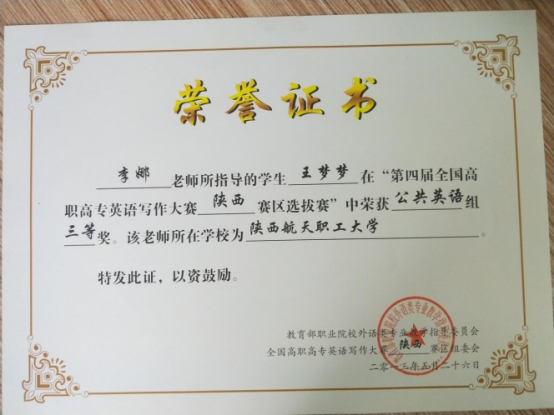 荣誉证书
李娜老师所指导的学生王梦梦在“第四届全国高
职高专英语写作大赛陕西赛区选拔赛”中荣获公共英语组
三等奖。该老师所在学校为陕西航天职工大学。
特发此证，以资鼓励。
教育部职业院校外语类专业教学指导委员会
全国高职高专英语写作大赛陕西赛区组委会
二〇一三年五月二十六日